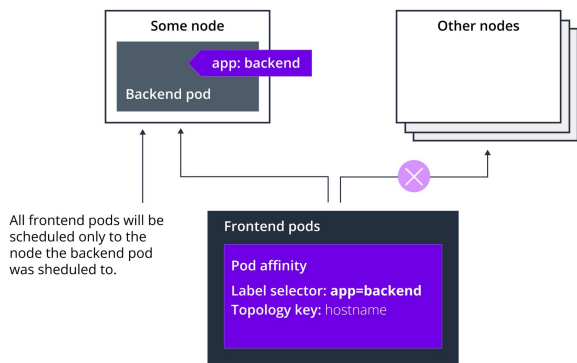 Some node
app: backend
Backend pod
Other nodes
All frontend pods will be
scheduled only to the
node the backend pod
was sheduled to.
Frontend pods
Pod affinity
Label selector: app=backend
Topology key: hostname